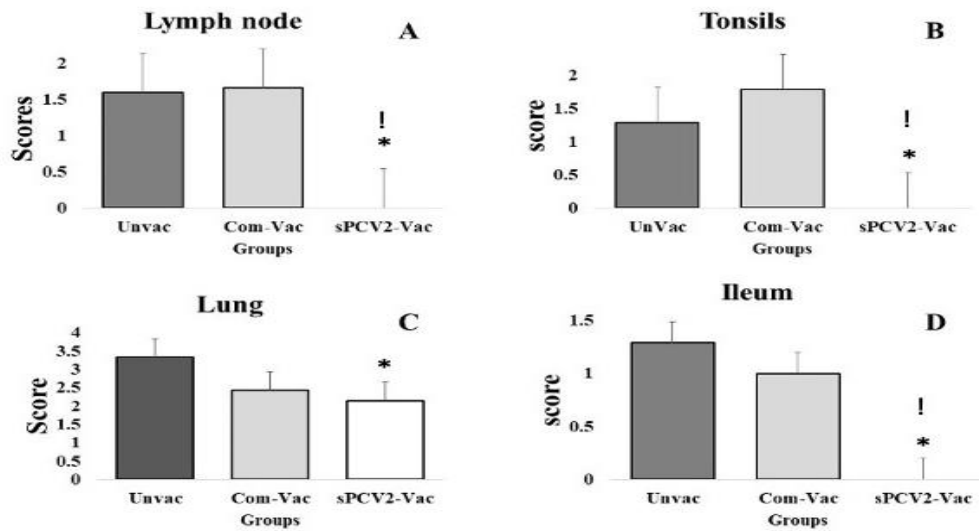 Lymph node
A
Scores
2
1.5
1
0.5
0
!
*
Unvac Com-Vac sPCV2-Vac
Groups
Tonsils
B
score
2
1.5
1
0.5
0
!
*
UnVac Com-Vac sPCV2-Vac
Groups
Lung
C
Score
4
3.5
3
2.5
2
1.5
1
0.5
0
*
Unvac Com-Vac sPCV2-Vac
Groups
Ileum
D
score
1.5
1
0.5
0
!
*
Unvac Com-Vac sPCV2-Vac
Groups